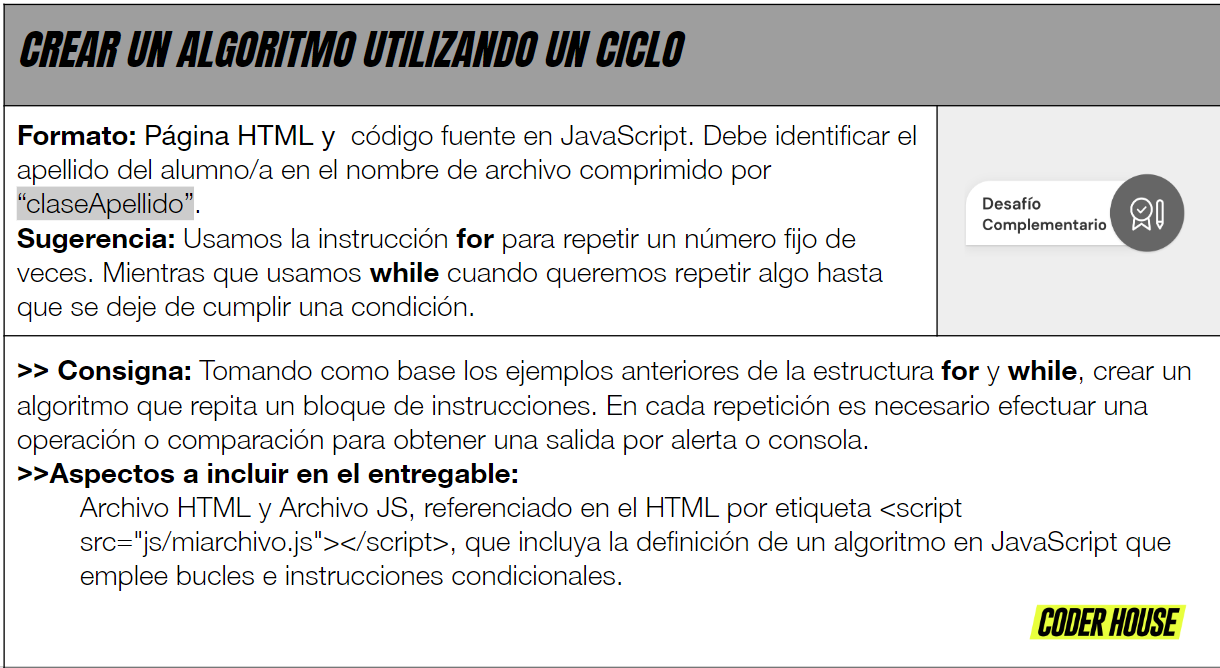 CREAR UN ALGORITMO UTILIZANDO UN CICLO
Formato: Página HTML y código fuente en JavaScript. Debe identificar el
apellido del alumno/a en el nombre de archivo comprimido por
“claseApellido”.
Sugerencia: Usamos la instrucción for para repetir un número fijo de
veces. Mientras que usamos while cuando queremos repetir algo hasta
que se deje de cumplir una condición.
Desafío
Complementario
>> Consigna: Tomando como base los ejemplos anteriores de la estructura for y while, crear un
algoritmo que repita un bloque de instrucciones. En cada repetición es necesario efectuar una
operación o comparación para obtener una salida por alerta o consola.
>>Aspectos a incluir en el entregable:
Archivo HTML y Archivo JS, referenciado en el HTML por etiqueta <script
src="js/miarchivo.js"></script>, que incluya la definición de un algoritmo en JavaScript que
emplee bucles e instrucciones condicionales.
CODER HOUSE